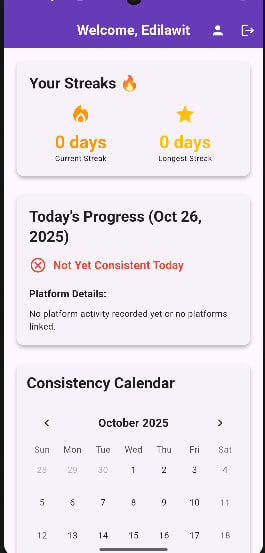 Welcome, Edilawit
Your Streaks 🔥
0 days 0 days
Current Streak Longest Streak
Today's Progress (Oct 26,
2025)
Not Yet Consistent Today
Platform Details:
No platform activity recorded yet or no platforms
linked.
Consistency Calendar
October 2025
Sun Mon Tue Wed Thu Fri Sat
28 29 30 1 2 3 4
5 6 7 8 9 10 11
12 13 14 15 16 17 18